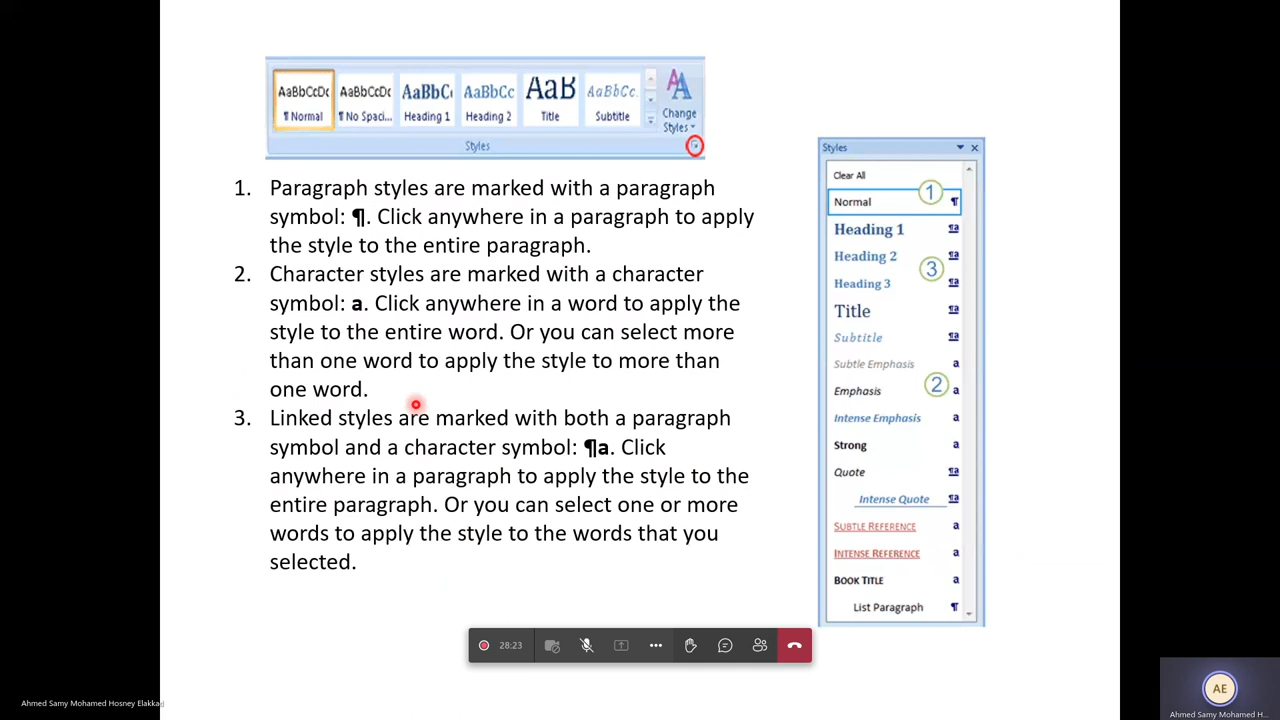 AaBbCcDc AaBbCcDc AaBbC AaBbCc AaB AaBbCc.
¶ Normal ¶ No Spaci... Heading 1 Heading 2 Title Subtitle
Change
Styles
Styles
1. Paragraph styles are marked with a paragraph
symbol: ¶. Click anywhere in a paragraph to apply
the style to the entire paragraph.
2. Character styles are marked with a character
symbol: a. Click anywhere in a word to apply the
style to the entire word. Or you can select more
than one word to apply the style to more than
one word.
3. Linked styles are marked with both a paragraph
symbol and a character symbol: ¶a. Click
anywhere in a paragraph to apply the style to the
entire paragraph. Or you can select one or more
words to apply the style to the words that you
selected.
Styles
Clear All
Normal 1 ¶
Heading 1 ¶a
Heading 2 ¶a
3
Heading 3 ¶a
Title ¶a
Subtitle ¶a
Subtle Emphasis a
Emphasis 2 a
Intense Emphasis a
Strong a
Quote ¶a
Intense Quote ¶a
Subtle Reference a
Intense Reference a
Book Title a
List Paragraph ¶
28:23
AE
Ahmed Samy Mohamed Hosney Elakkad
Ahmed Samy Mohamed H...